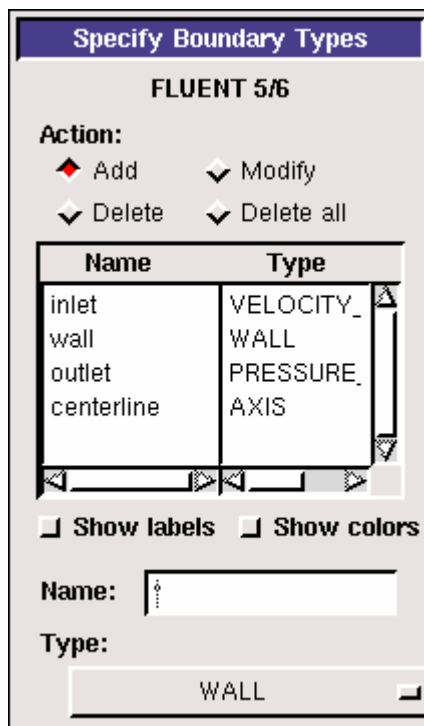 Specify Boundary Types
FLUENT 5/6
Action:
Add Modify
Delete Delete all
Name Type
inlet VELOCITY_
wall WALL
outlet PRESSURE_
centerline AXIS
Show labels Show colors
Name:
Type:
WALL